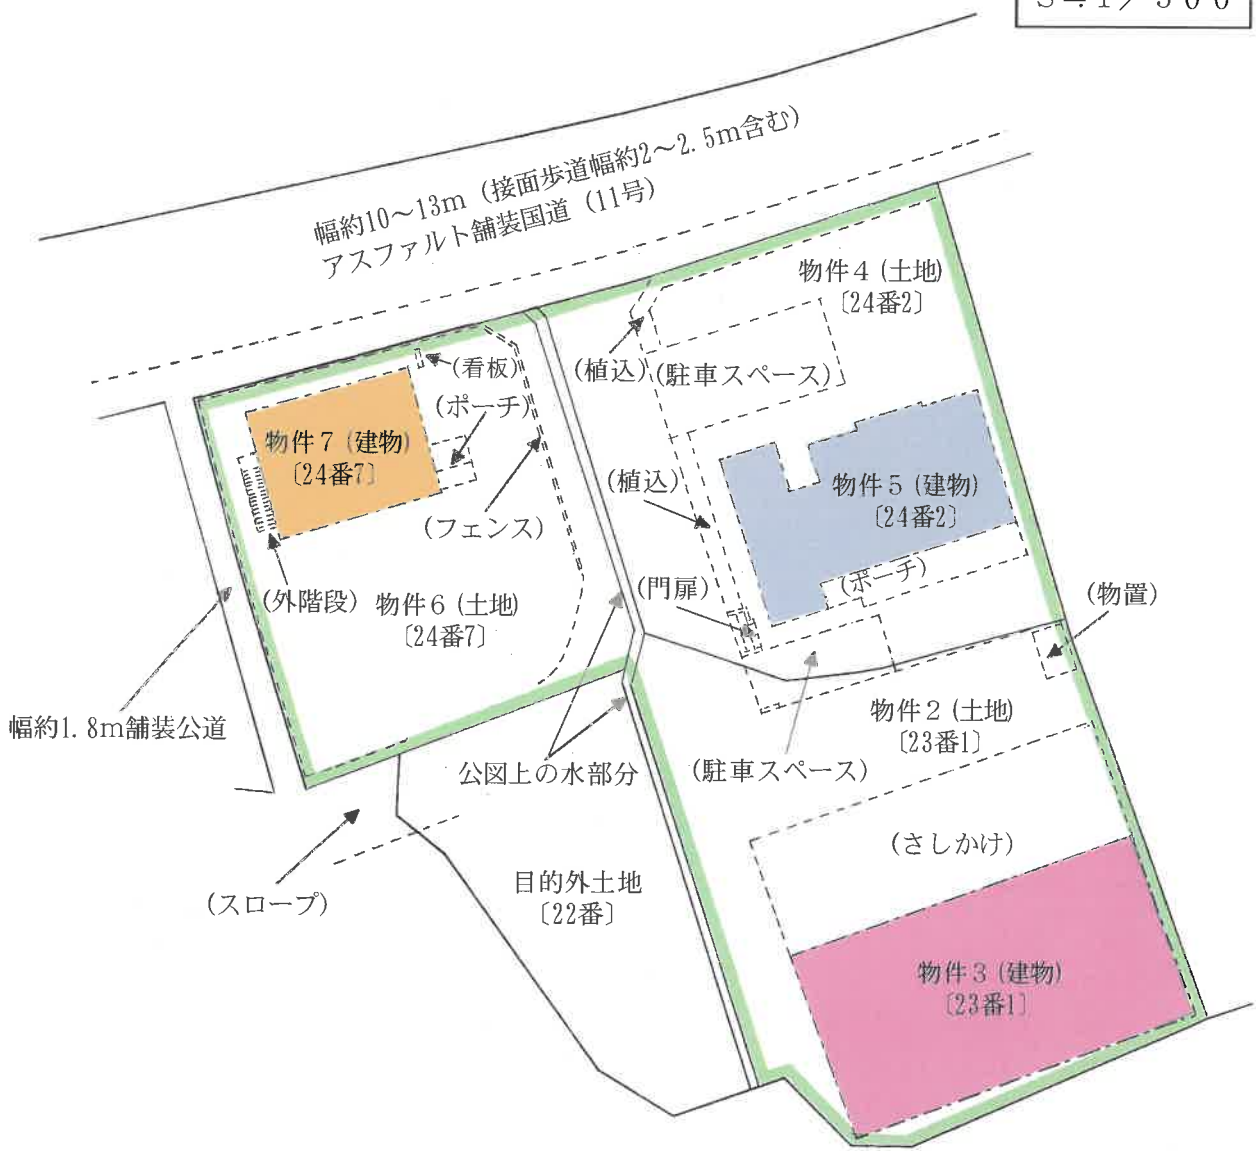 S≒1／500
幅約10～13m（接面歩道幅約2～2.5m含む）
アスファルト舗装国道（11号）
物件4（土地）
〔24番2〕
（看板）
（植込）
（駐車スペース）
（ポーチ）
物件7（建物）
〔24番7〕
（植込）
物件5（建物）
〔24番2〕
（フェンス）
（ポーチ）
（門扉）
（物置）
（外階段）
物件6（土地）
〔24番7〕
幅約1.8m舗装公道
物件2（土地）
〔23番1〕
公図上の水部分
（駐車スペース）
（さしかけ）
（スロープ）
目的外土地
〔22番〕
物件3（建物）
〔23番1〕